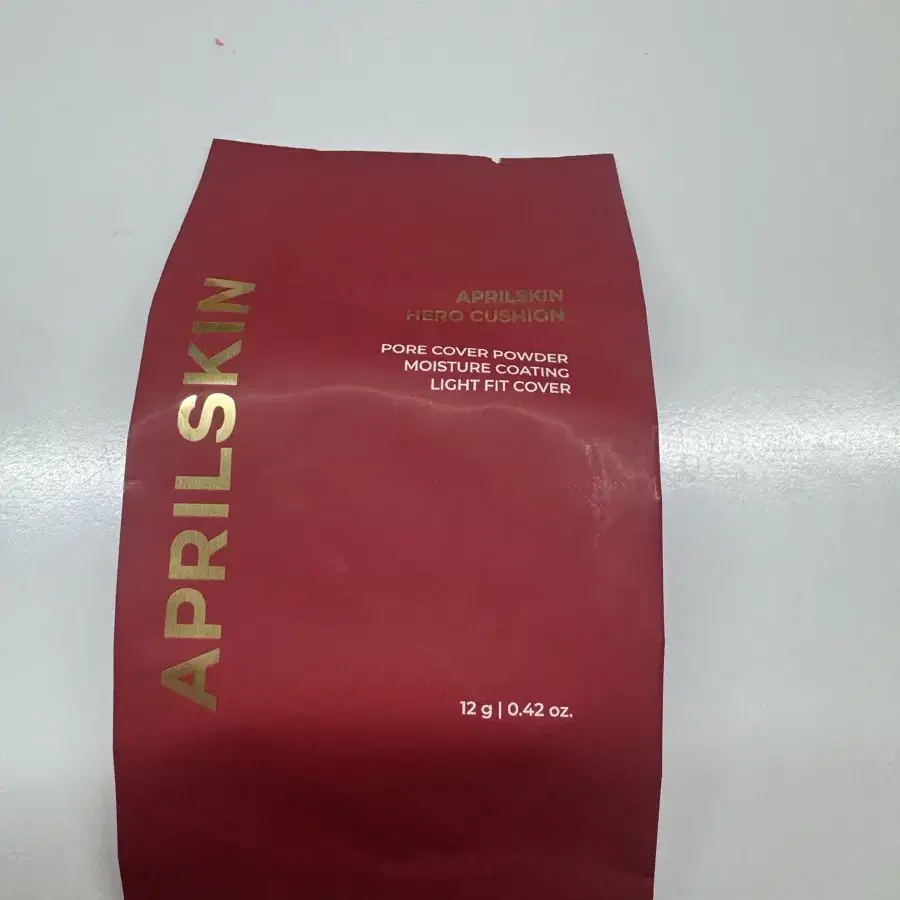 APRILSKIN
APRILSKIN
HERO CUSHION
PORE COVER POWDER
MOISTURE COATING
LIGHT FIT COVER
12 g | 0.42 oz.